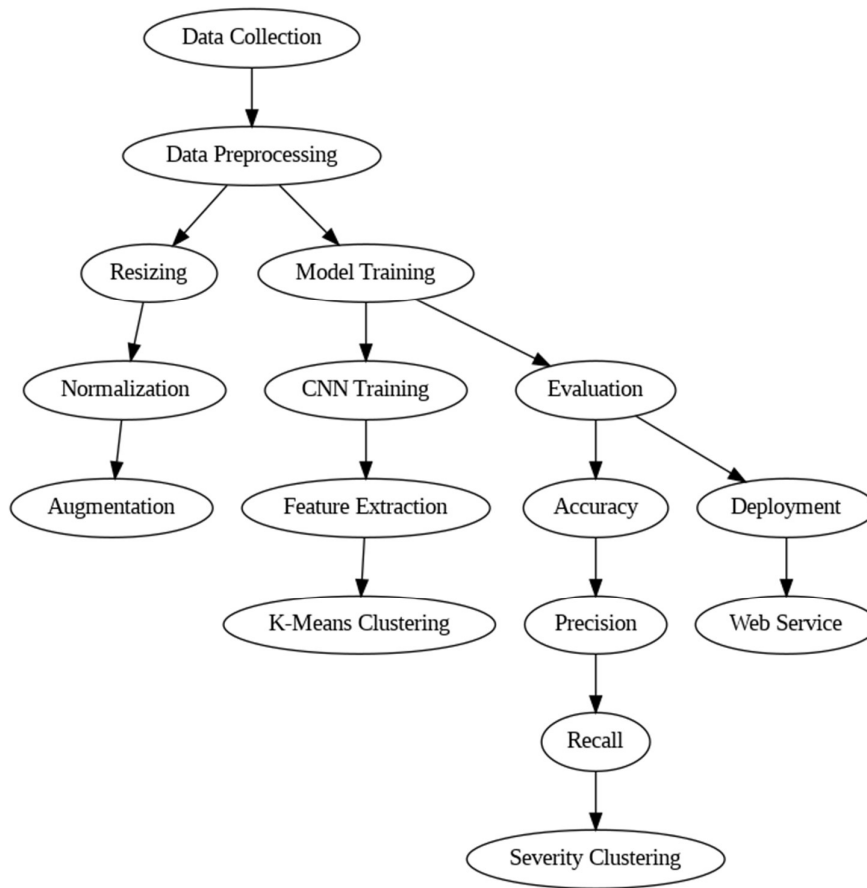 Data Collection
Data Preprocessing
Resizing
Model Training
Normalization
CNN Training
Evaluation
Augmentation
Feature Extraction
Accuracy
Deployment
K-Means Clustering
Precision
Web Service
Recall
Severity Clustering